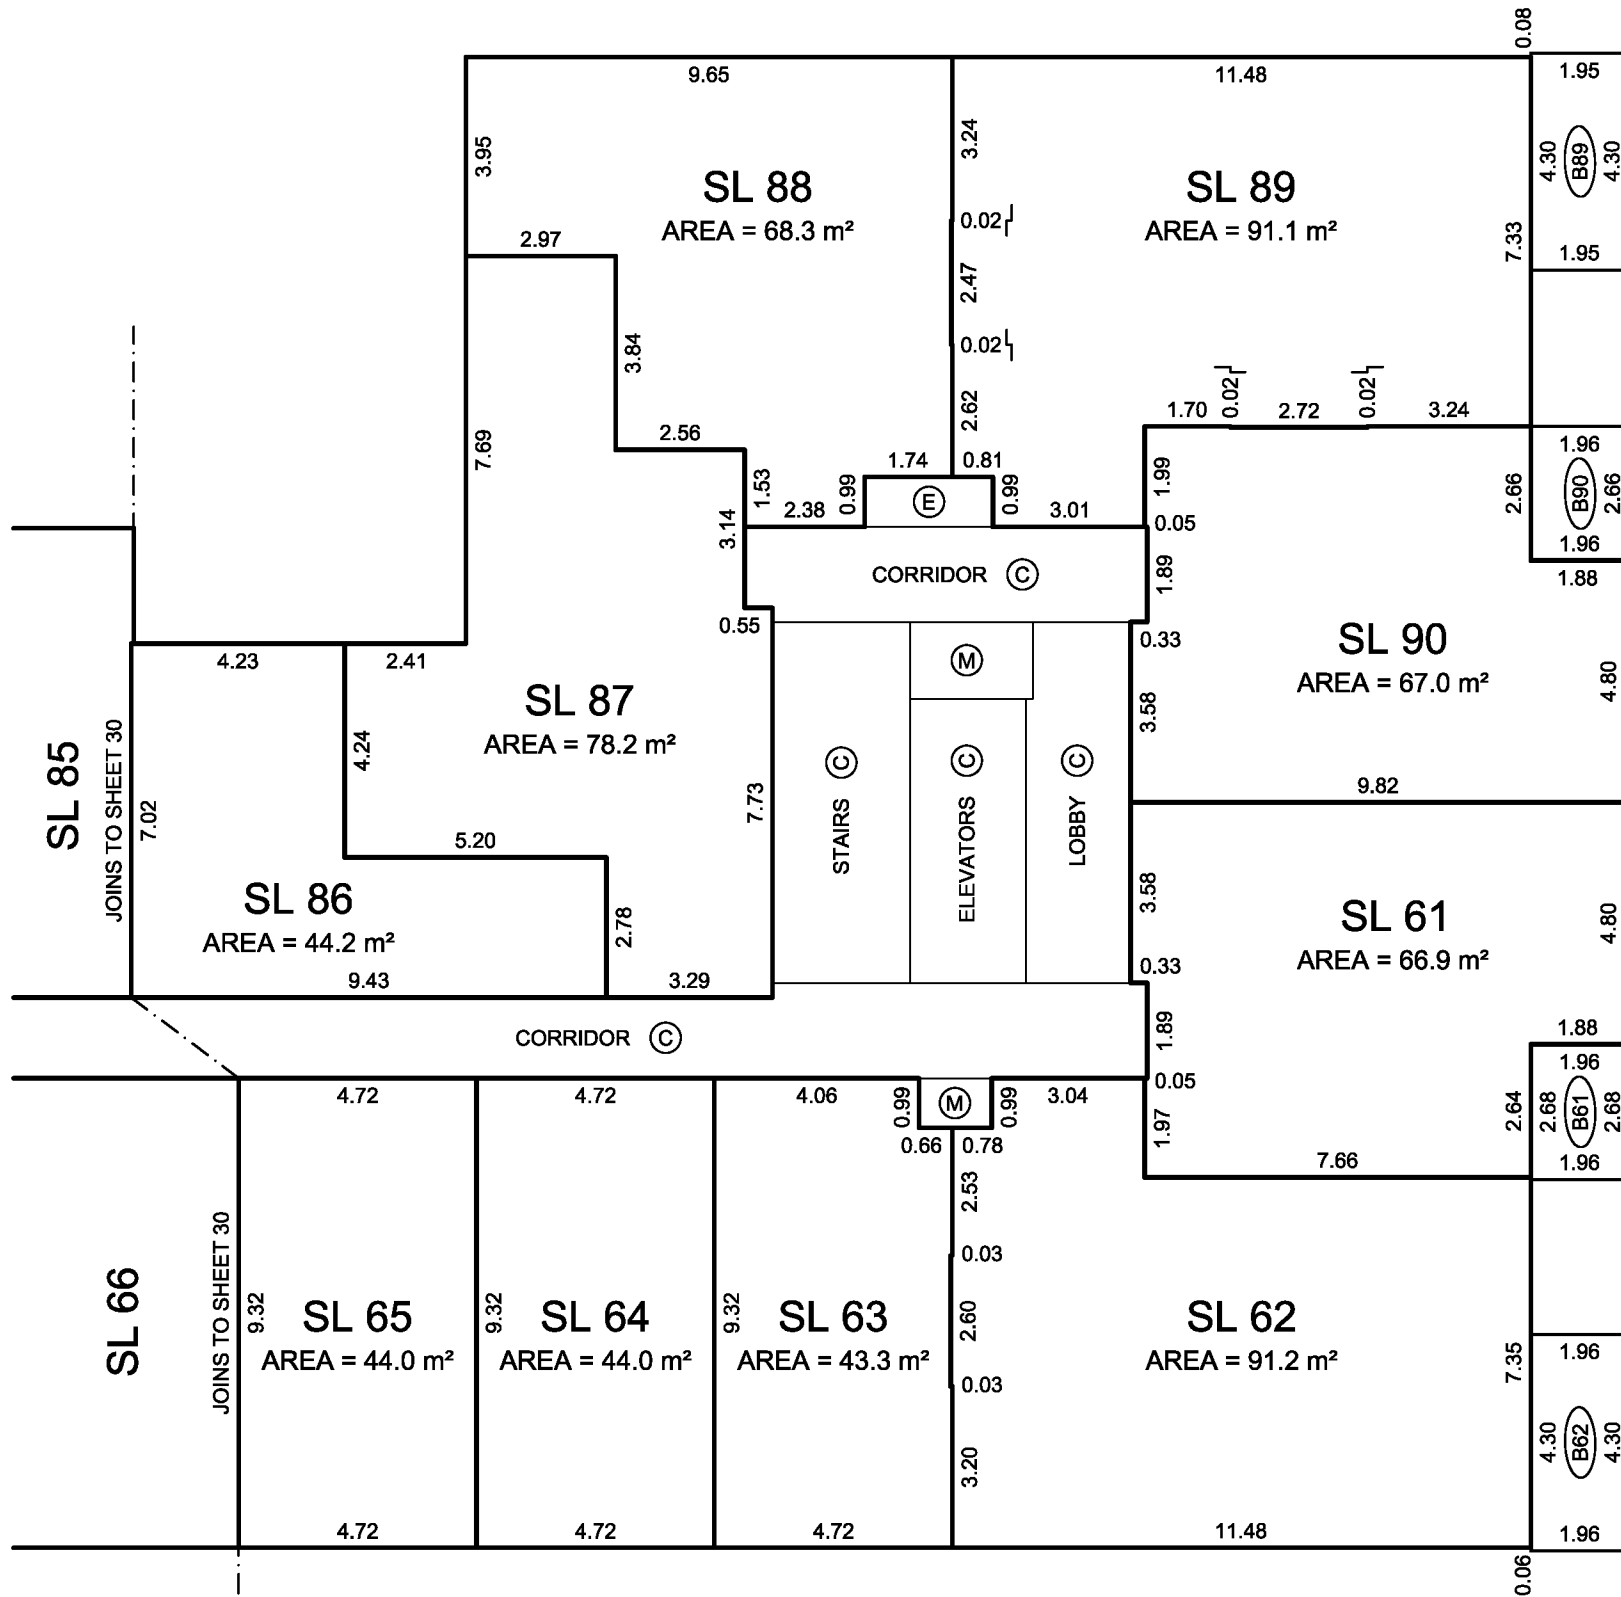 0.08
9.65
11.48
1.95
3.95
3.24
4.30
B89
4.30
SL 88
AREA = 68.3 m²
SL 89
AREA = 91.1 m²
0.02
2.97
7.33
1.95
2.47
3.84
0.02
0.02
0.02
2.62
1.70
2.72
3.24
2.56
7.69
1.96
1.74
0.81
1.53
0.99
E
0.99
1.99
2.66
B90
2.66
2.38
3.01
0.05
3.14
1.96
CORRIDOR C
1.89
1.88
0.55
0.33
SL 90
AREA = 67.0 m²
4.23
2.41
M
4.80
SL 87
AREA = 78.2 m²
3.58
4.24
SL 85
JOINS TO SHEET 30
7.02
7.73
STAIRS C
ELEVATORS C
LOBBY C
9.82
5.20
SL 86
AREA = 44.2 m²
2.78
3.58
SL 61
AREA = 66.9 m²
4.80
9.43
3.29
0.33
CORRIDOR C
1.89
1.88
1.96
4.72
4.72
4.06
0.99
M
0.99
3.04
0.05
2.64
2.68
B61
2.68
0.66
0.78
1.97
7.66
1.96
2.53
0.03
SL 66
JOINS TO SHEET 30
9.32
SL 65
AREA = 44.0 m²
9.32
SL 64
AREA = 44.0 m²
9.32
SL 63
AREA = 43.3 m²
2.60
SL 62
AREA = 91.2 m²
7.35
1.96
0.03
4.30
B62
4.30
3.20
4.72
4.72
4.72
11.48
1.96
0.06